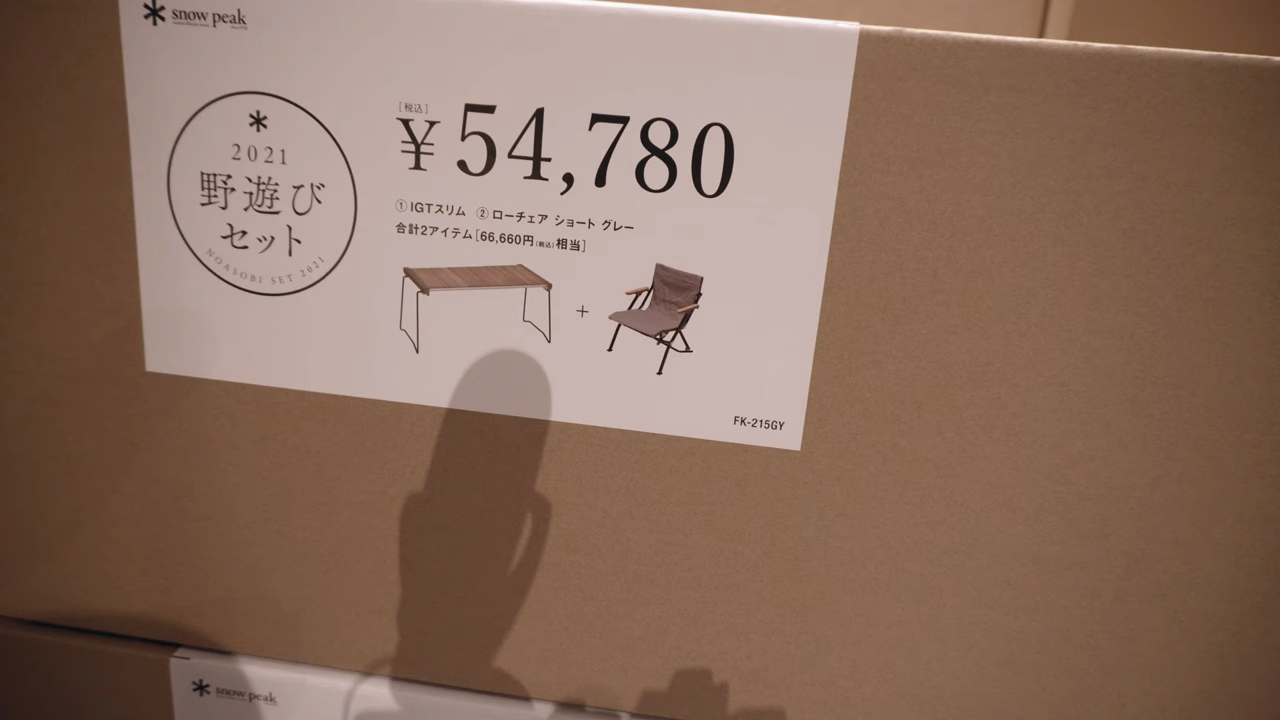 snow peak
2021
野遊び
セット
NOASOBI SET 2021
[税込]
¥54,780
①IGTスリム ②ローチェア ショート グレー
合計2アイテム[66,660円(税込)相当]
+
FK-215GY
snow peak